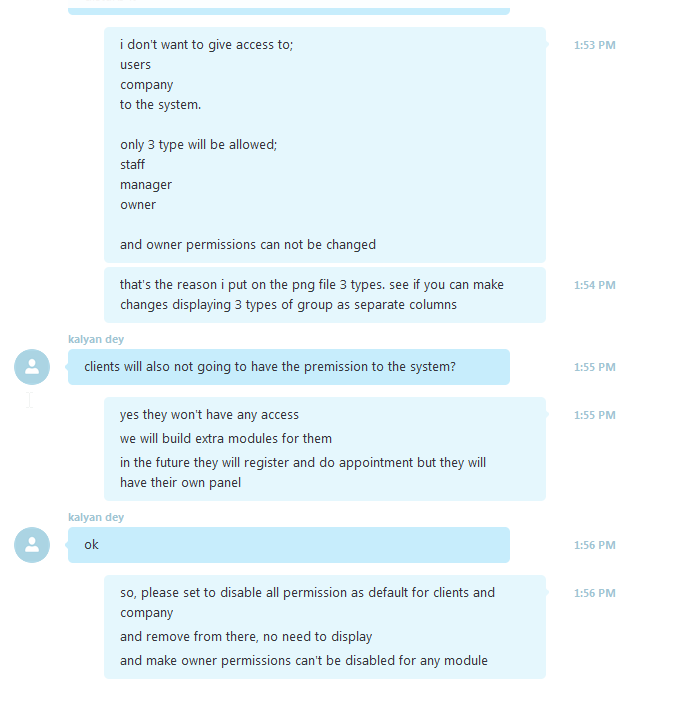 i don't want to give access to;
1:53 PM
users
company
to the system.
only 3 type will be allowed;
staff
manager
owner
and owner permissions can not be changed
that's the reason i put on the png file 3 types. see if you can make
1:54 PM
changes displaying 3 types of group as separate columns
kalyan dey
clients will also not going to have the premission to the system?
1:55 PM
yes they won't have any access
1:55 PM
we will build extra modules for them
in the future they will register and do appointment but they will
have their own panel
kalyan dey
ok
1:56 PM
so, please set to disable all permission as default for clients and
1:56 PM
company
and remove from there, no need to display
and make owner permissions can't be disabled for any module